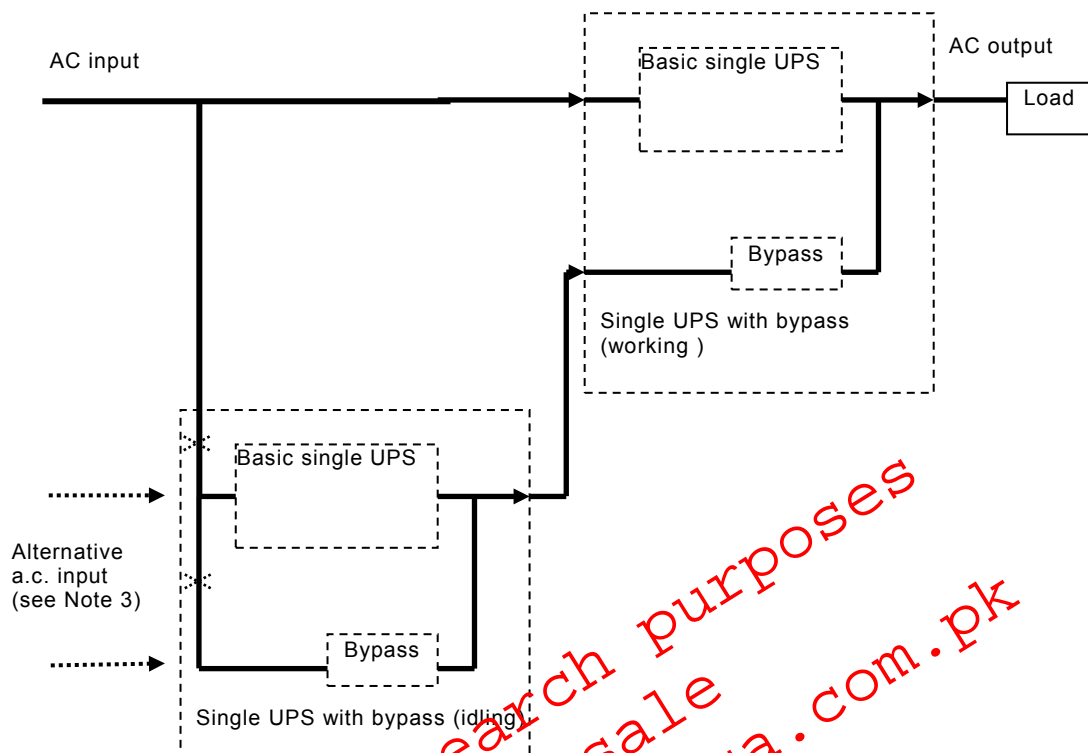 AC input
Basic single UPS
AC output
Load
Bypass
Single UPS with bypass
(working )
Basic single UPS
Alternative
a.c. input
(see Note 3)
Bypass
Single UPS with bypass (idling)
earch purposes
sale
a.com.pk